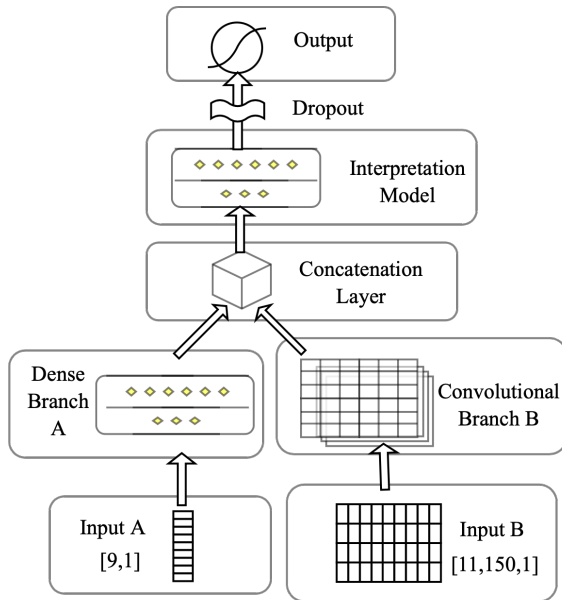 Output
Dropout
Interpretation
Model
Concatenation
Layer
Dense
Branch
A
Convolutional
Branch B
Input A
[9,1]
Input B
[11,150,1]